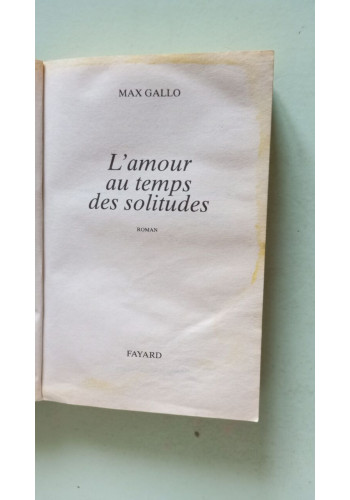 MAX GALLO
L'amour
au temps
des solitudes
ROMAN
FAYARD